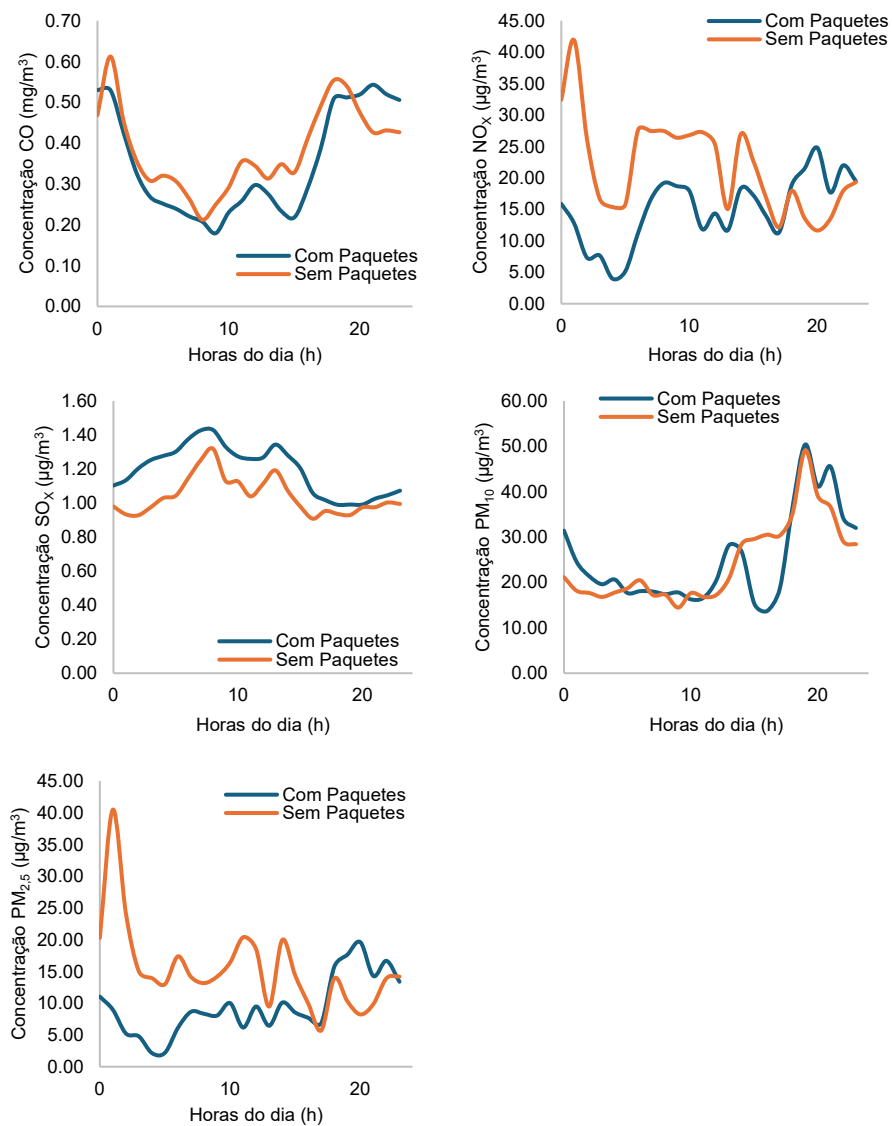 Concentração CO (mg/m³)
0.70
0.60
0.50
0.40
0.30
0.20
0.10
0.00
Com Paquetes
Sem Paquetes
0 10 20
Horas do dia (h)
Concentração NOX (µg/m³)
45.00
40.00
35.00
30.00
25.00
20.00
15.00
10.00
5.00
0.00
Com Paquetes
Sem Paquetes
0 10 20
Horas do dia (h)
Concentração SOX (µg/m³)
1.60
1.40
1.20
1.00
0.80
0.60
0.40
0.20
0.00
Com Paquetes
Sem Paquetes
0 10 20
Horas do dia (h)
Concentração PM10 (µg/m³)
60.00
50.00
40.00
30.00
20.00
10.00
0.00
Com Paquetes
Sem Paquetes
0 10 20
Horas do dia (h)
Concentração PM2,5 (µg/m³)
45.00
40.00
35.00
30.00
25.00
20.00
15.00
10.00
5.00
0.00
Com Paquetes
Sem Paquetes
0 10 20
Horas do dia (h)